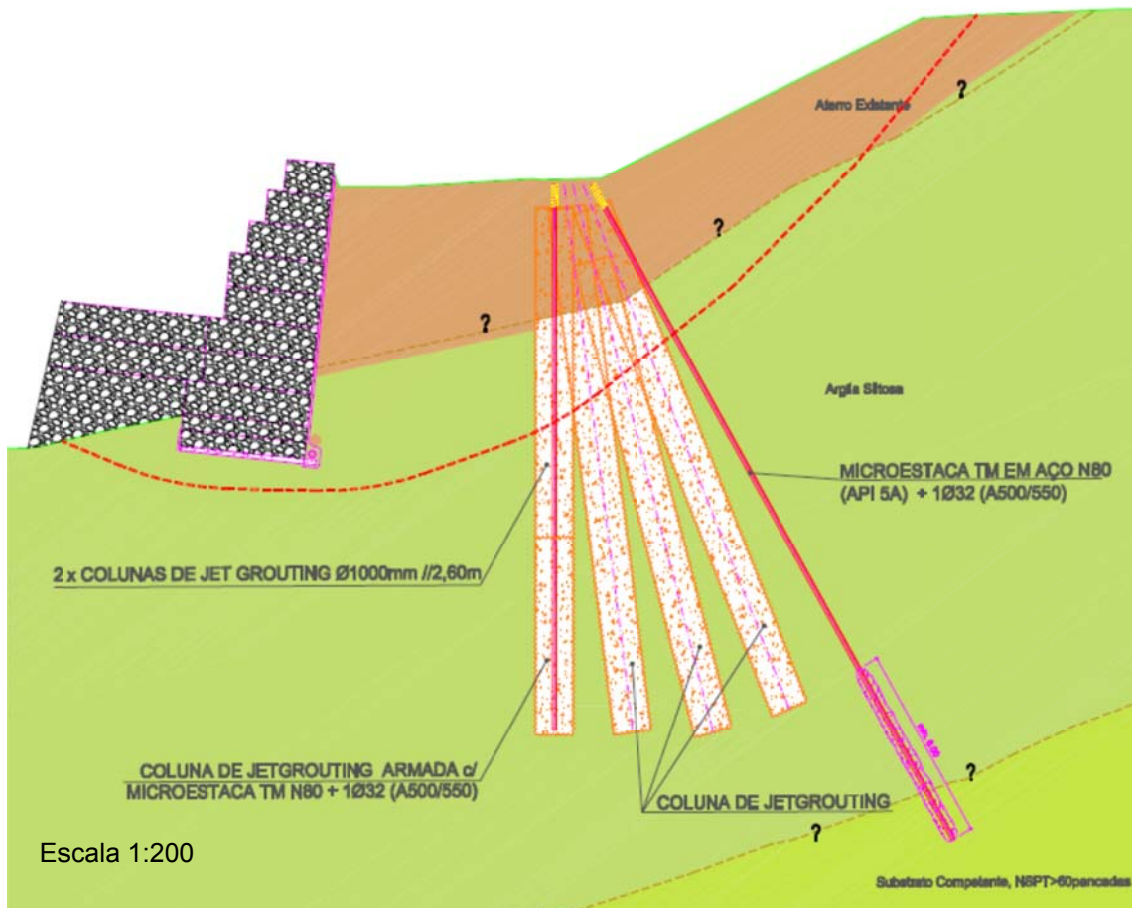 Aterro Existente
?
?
?
Argila Siltosa
MICROESTACA TM EM AÇO N80
(API 5A) + 1Ø32 (A500/550)
2 x COLUNAS DE JET GROUTING Ø1000mm //2,60m
COLUNA DE JETGROUTING ARMADA c/
MICROESTACA TM N80 + 1Ø32 (A500/550)
COLUNA DE JETGROUTING
?
?
Escala 1:200
Substrato Competente, NSPT>60pancadas